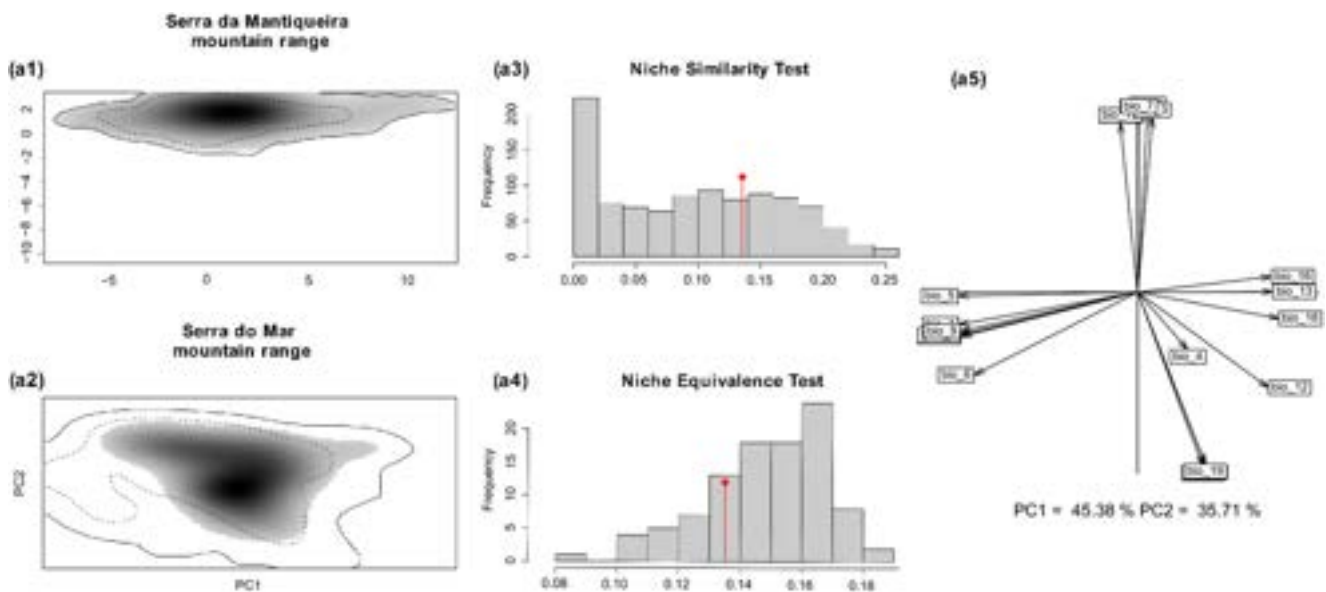 Serra da Mantiqueira
mountain range
(a1)
2
0
−2
−4
−6
−8
−10
−5
0
5
10
(a3)
Niche Similarity Test
Frequency
200
150
100
50
0
0.00
0.05
0.10
0.15
0.20
0.25
(a5)
bio_5
bio_9
bio_6
bio_16
bio_13
bio_18
bio_4
bio_12
bio_19
PC1 = 45.38 % PC2 = 35.71 %
Serra do Mar
mountain range
(a2)
PC2
PC1
(a4)
Niche Equivalence Test
Frequency
20
15
10
5
0
0.08
0.10
0.12
0.14
0.16
0.18